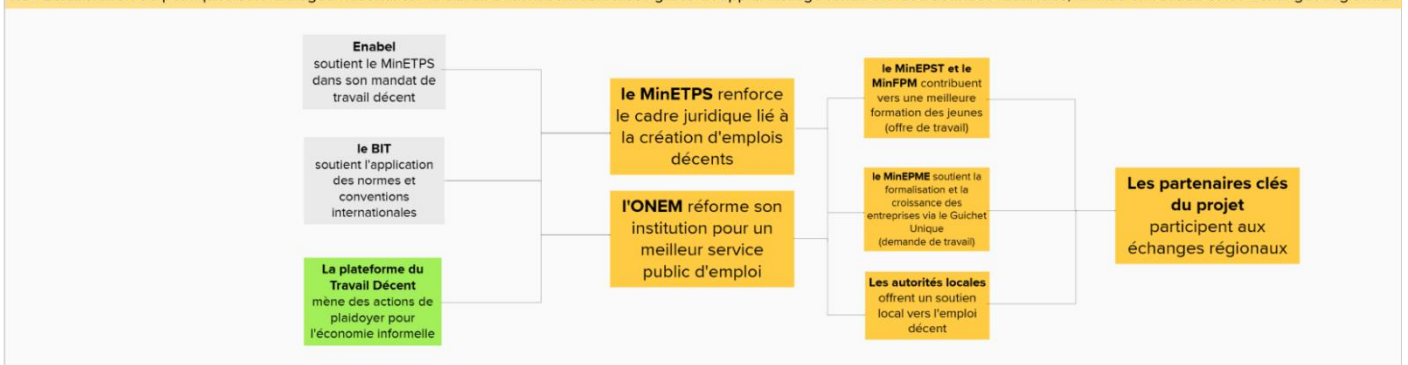 Enabel
soutient le MinETPS
dans son mandat de
travail décent
le BIT
soutient l'application
des normes et
conventions
internationales
La plateforme du
Travail Décent
mène des actions de
plaidoyer pour
l'économie informelle
le MinETPS renforce
le cadre juridique lié à
la création d'emplois
décents
l'ONEM réforme son
institution pour un
meilleur service
public d'emploi
le MinEPST et le
MinFPM contribuent
vers une meilleure
formation des jeunes
(offre de travail)
le MinEPME soutient la
formalisation et la
croissance des
entreprises via le Guichet
Unique
(demande de travail)
Les autorités locales
offrent un soutien
local vers l'emploi
décent
Les partenaires clés
du projet
participent aux
échanges régionaux